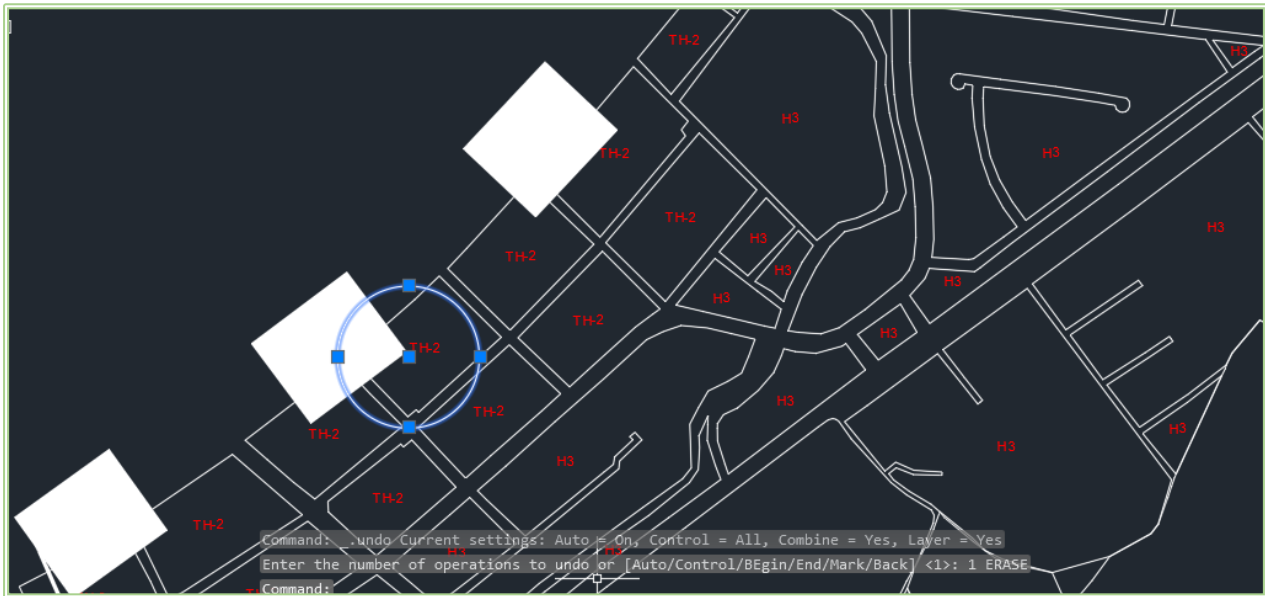 TH-2
H3
H3
TH-2
H3
H3
TH-2
H3
H3
TH-2
H3
H3
H3
TH-2
H3
TH-2
H3
TH-2
H3
TH-2
H3
H3
TH-2
TH-2
Command: _.undo Current settings: Auto = On, Control = All, Combine = Yes, Layer = Yes
H3
H3
Enter the number of operations to undo or [Auto/Control/BEgin/End/Mark/Back] <1>: 1 ERASE
Command: